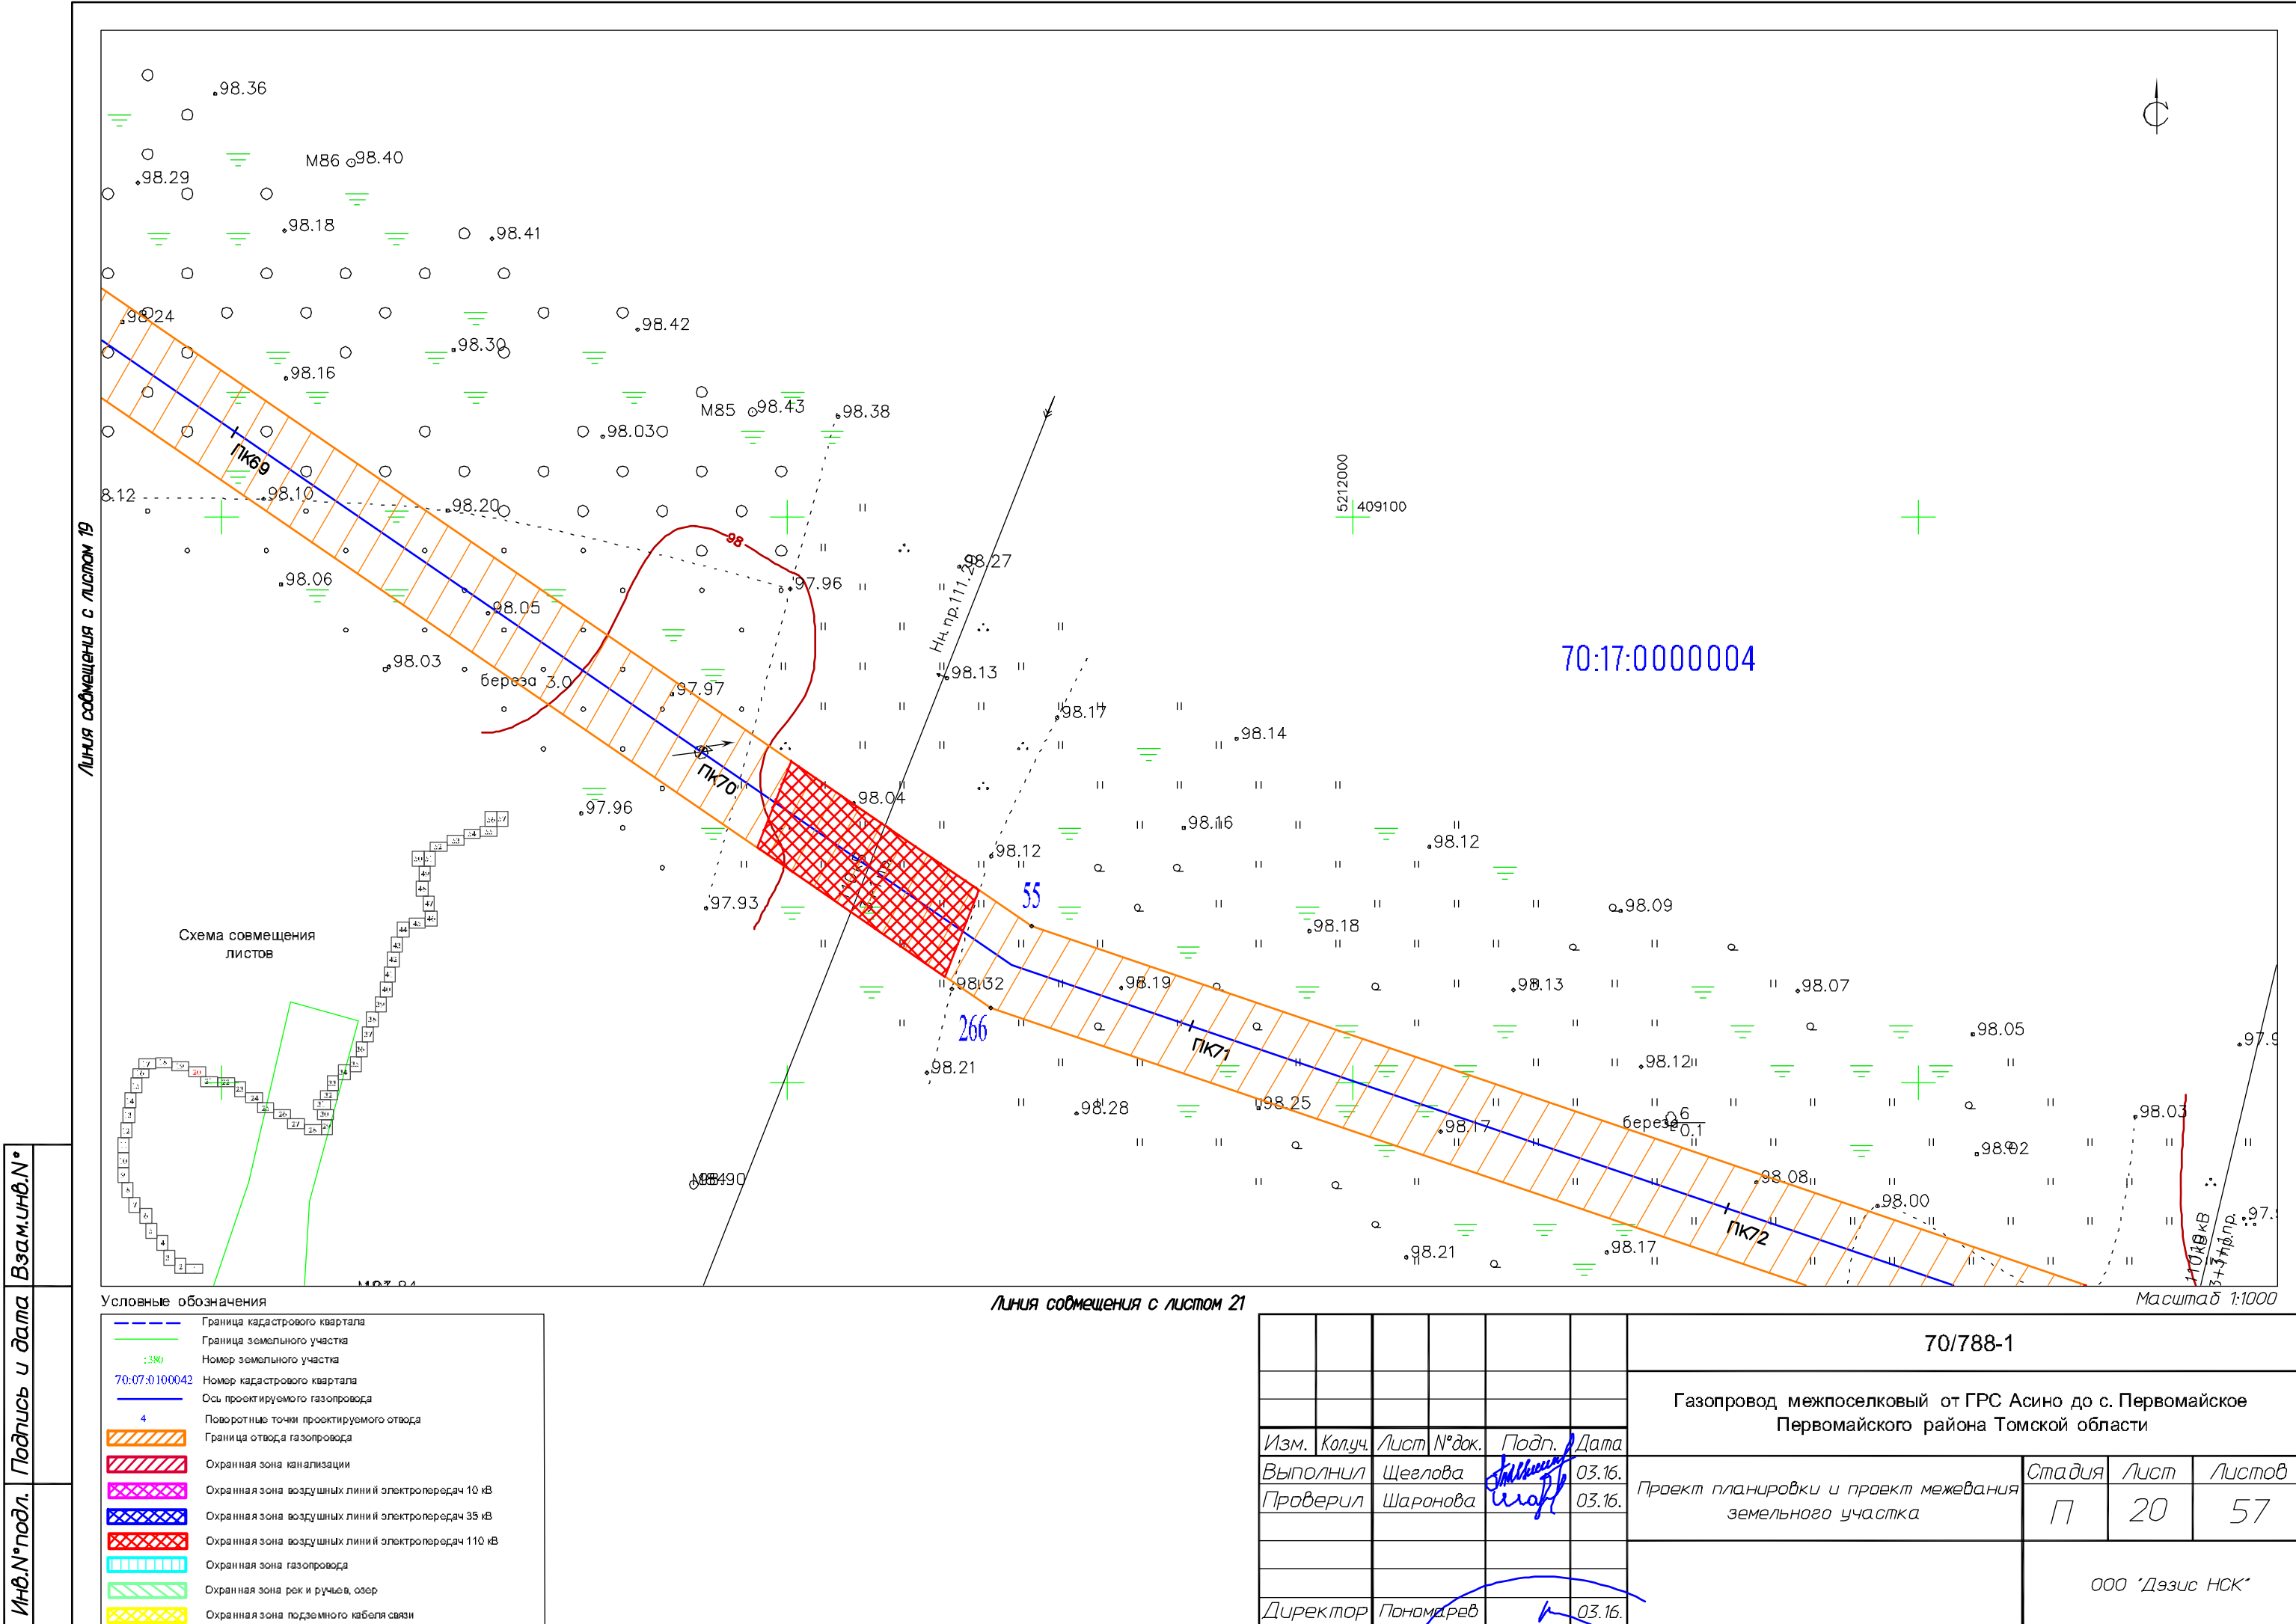 98.36
М86 98.40
98.29
98.18
98.41
98.24
98.42
98.30
98.16
М85 98.43
98.38
98.03
ПК69
8.12
98.10
98.20
5212000
409100
98
98.27
Нн.пр.111.20
97.96
98.06
98.05
98.13
98.03
береза 3.0
97.97
70:17:0000004
98.17
98.14
ПК70
98.04
97.96
98.16
98.12
98.12
97.93
55
98.09
98.18
Схема совмещения
листов
98.32
98.19
98.13
98.07
266
ПК71
98.05
97.9
98.21
98.12
98.28
98.25
98.17
береза
0.1
98.03
98.02
98.08
98.00
97.9
ПК72
98.21
98.17
110кВ
3+1пр.
Линия совмещения с листом 19
Условные обозначения
Линия совмещения с листом 21
Масштаб 1:1000
Граница кадастрового квартала
Граница земельного участка
:380 Номер земельного участка
70:07:0100042 Номер кадастрового квартала
Ось проектируемого газопровода
4 Поворотные точки проектируемого отвода
Граница отвода газопровода
Охранная зона канализации
Охранная зона воздушных линий электропередач 10 кВ
Охранная зона воздушных линий электропередач 35 кВ
Охранная зона воздушных линий электропередач 110 кВ
Охранная зона газопровода
Охранная зона рек и ручьев, озер
Охранная зона подземного кабеля связи
Взам.инв.N°
Подпись и дата
Инв.N°подл.
70/788-1
Газопровод межпоселковый от ГРС Асино до с. Первомайское
Первомайского района Томской области
Изм. Кол.уч. Лист N°док. Подп. Дата
Выполнил Щеглова 03.16.
Проверил Шаронова 03.16.
Директор Пономарев 03.16.
Проект планировки и проект межевания
земельного участка
Стадия Лист Листов
П 20 57
ООО "Дэзис НСК"